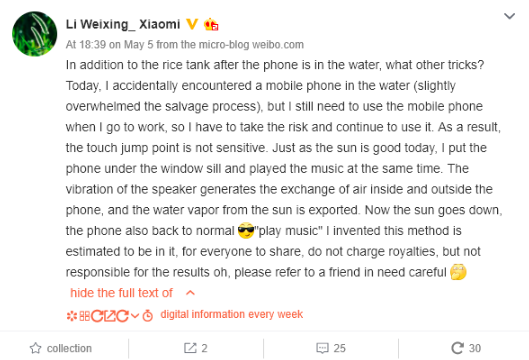 Li Weixing_ Xiaomi
At 18:39 on May 5 from the micro-blog weibo.com
In addition to the rice tank after the phone is in the water, what other tricks?
Today, I accidentally encountered a mobile phone in the water (slightly
overwhelmed the salvage process), but I still need to use the mobile phone
when I go to work, so I have to take the risk and continue to use it. As a result,
the touch jump point is not sensitive. Just as the sun is good today, I put the
phone under the window sill and played the music at the same time. The
vibration of the speaker generates the exchange of air inside and outside the
phone, and the water vapor from the sun is exported. Now the sun goes down,
the phone also back to normal 😎"play music" I invented this method is
estimated to be in it, for everyone to share, do not charge royalties, but not
responsible for the results oh, please refer to a friend in need careful 🤔
hide the full text of
digital information every week
collection
2
25
30